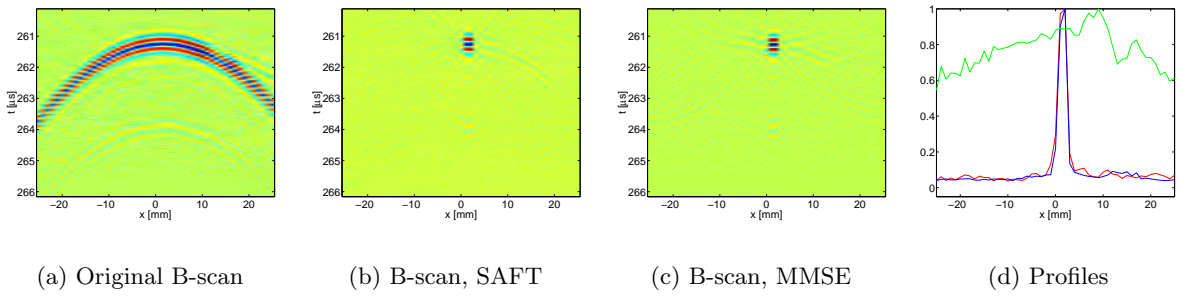 261
262
263
264
265
266
t [µs]
−20 −10 0 10 20
x [mm]
(a) Original B-scan
261
262
263
264
265
266
t [µs]
−20 −10 0 10 20
x [mm]
(b) B-scan, SAFT
261
262
263
264
265
266
t [µs]
−20 −10 0 10 20
x [mm]
(c) B-scan, MMSE
1
0.8
0.6
0.4
0.2
0
−20 −10 0 10 20
x [mm]
(d) Profiles